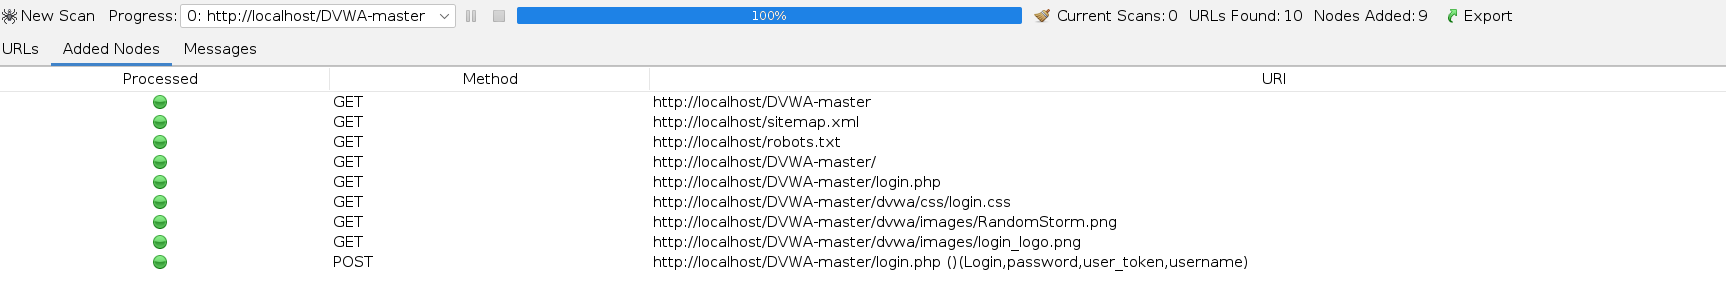 New Scan Progress: 0: http://localhost/DVWA-master 100% Current Scans: 0 URLs Found: 10 Nodes Added: 9 Export
URLs Added Nodes Messages
Processed Method URI
GET http://localhost/DVWA-master
GET http://localhost/sitemap.xml
GET http://localhost/robots.txt
GET http://localhost/DVWA-master/
GET http://localhost/DVWA-master/login.php
GET http://localhost/DVWA-master/dvwa/css/login.css
GET http://localhost/DVWA-master/dvwa/images/RandomStorm.png
GET http://localhost/DVWA-master/dvwa/images/login_logo.png
POST http://localhost/DVWA-master/login.php ()(Login,password,user_token,username)